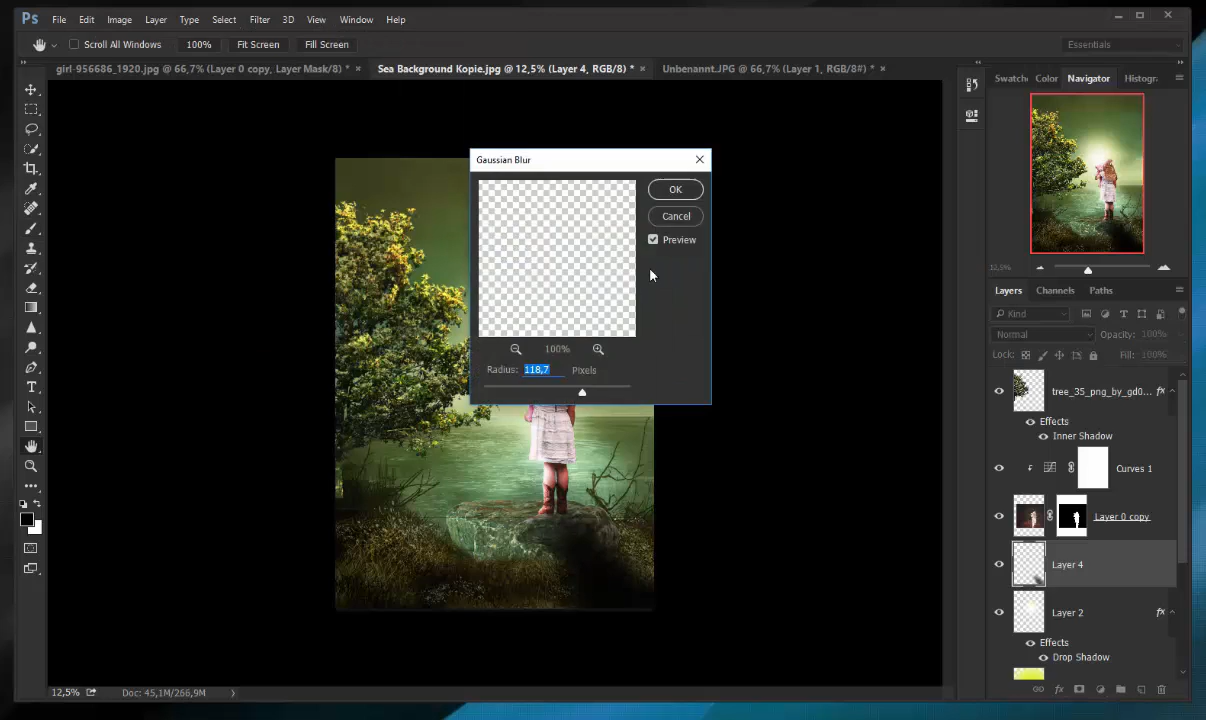 Ps File Edit Image Layer Type Select Filter 3D View Window Help
Scroll All Windows 100% Fit Screen Fill Screen Essentials
girl-956686_1920.jpg @ 66,7% (Layer 0 copy, Layer Mask/8) * × Sea Background Kopie.jpg @ 12,5% (Layer 4, RGB/8) * × Unbenannt.JPG @ 66,7% (Layer 1, RGB/8#) * ×
Swatch Color Navigator Histogr
Gaussian Blur
OK
Cancel
Preview
100%
Radius: 118,7 Pixels
12,5%
Layers Channels Paths
Kind
Normal Opacity: 100%
Lock: Fill: 100%
tree_35_png_by_gd0... fx
Effects
Inner Shadow
Curves 1
Layer 0 copy
Layer 4
Layer 2 fx
Effects
Drop Shadow
fx
12,5% Doc: 45,1M/266,9M